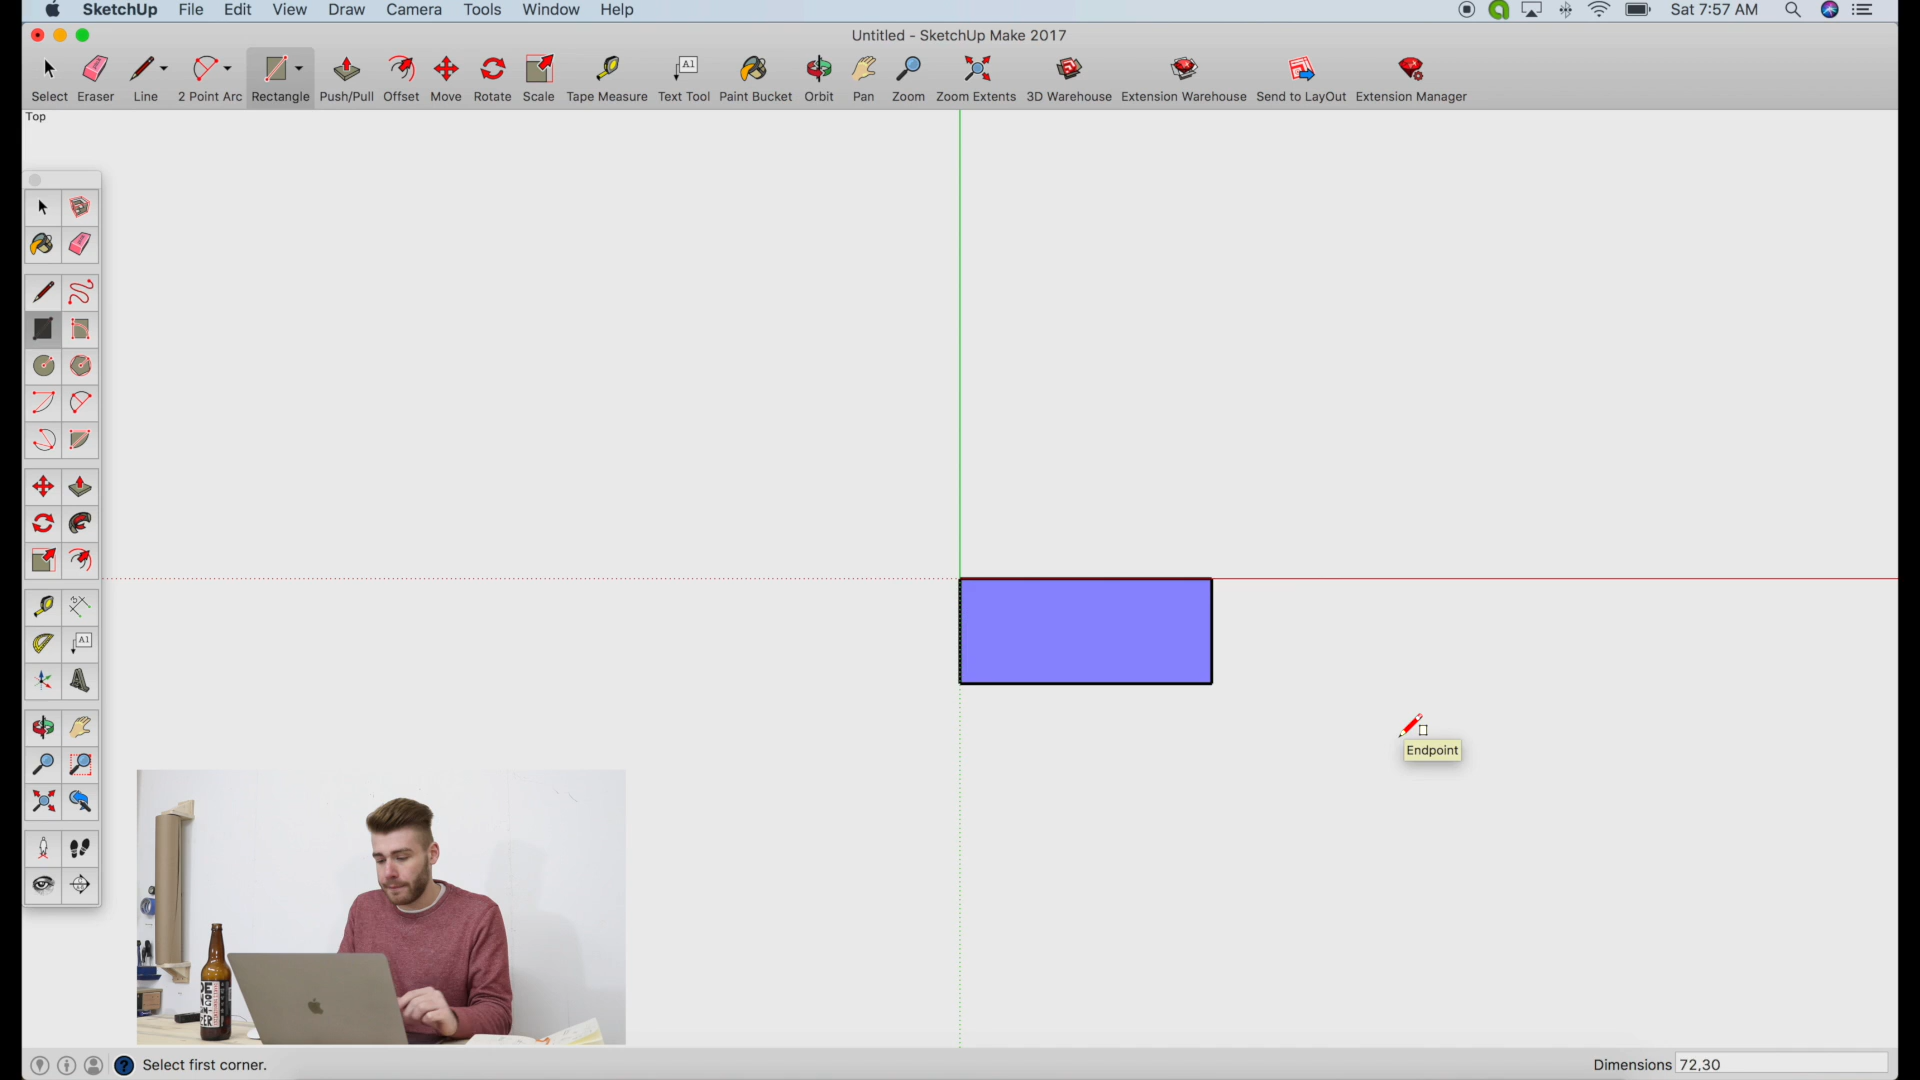 SketchUp File Edit View Draw Camera Tools Window Help Sat 7:57 AM
Untitled - SketchUp Make 2017
Select Eraser Line 2 Point Arc Rectangle Push/Pull Offset Move Rotate Scale Tape Measure Text Tool Paint Bucket Orbit Pan Zoom Zoom Extents 3D Warehouse Extension Warehouse Send to LayOut Extension Manager
Top
Endpoint
Select first corner. Dimensions 72,30